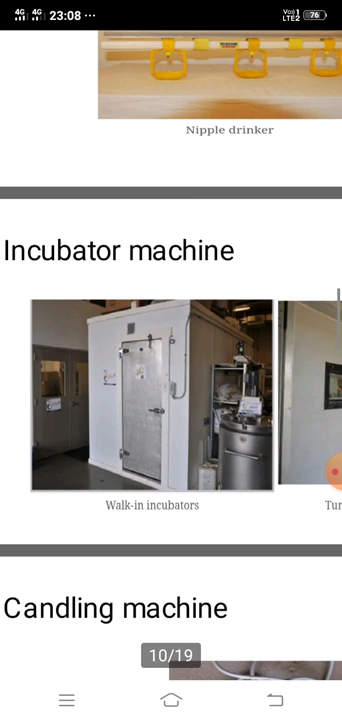 4G 4G 23:08 ···
Vo 1
LTE2
76
Nipple drinker
Incubator machine
Walk-in incubators
Tur
Candling machine
10/19